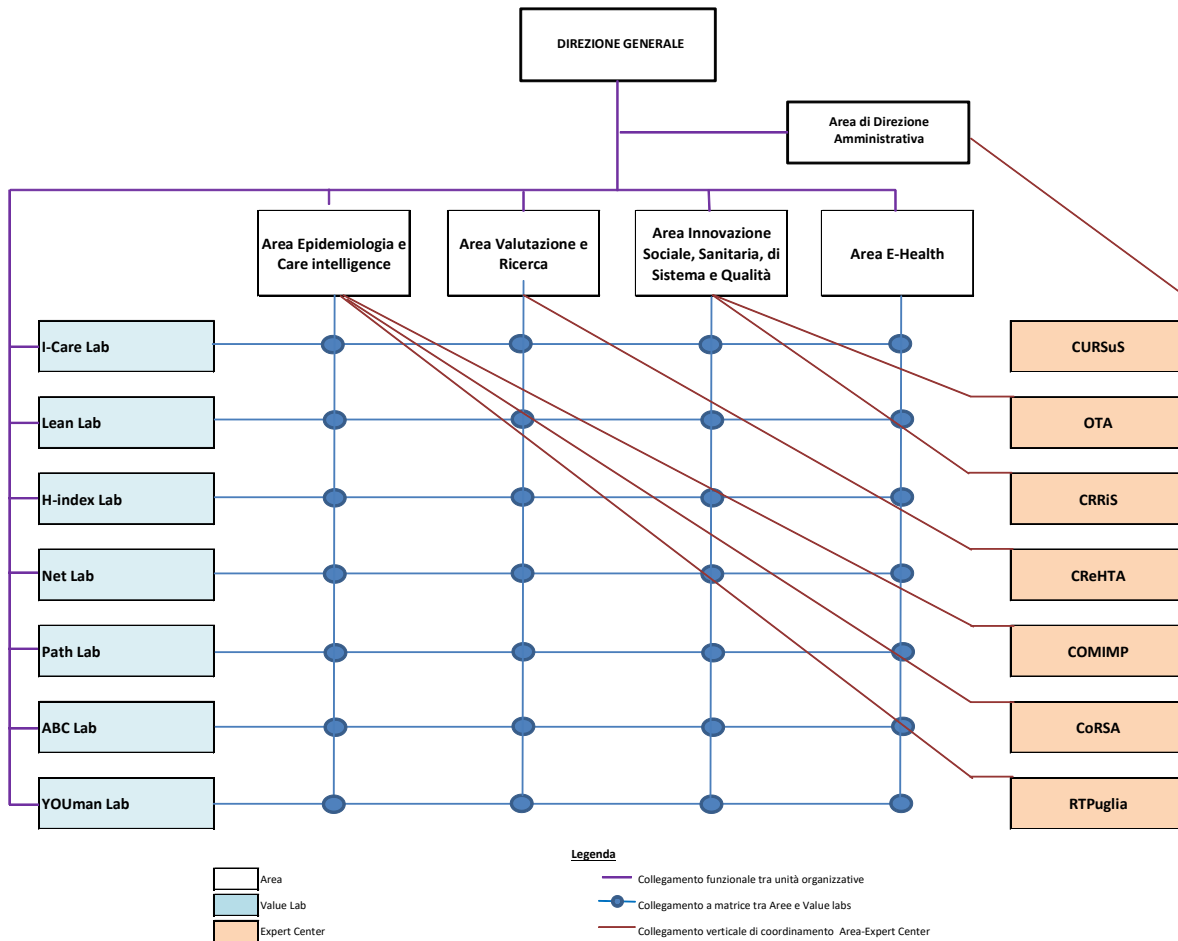 DIREZIONE GENERALE
Area di Direzione
Amministrativa
Area Epidemiologia e
Care intelligence
Area Valutazione e
Ricerca
Area Innovazione
Sociale, Sanitaria, di
Sistema e Qualità
Area E-Health
I-Care Lab
CURSuS
Lean Lab
OTA
H-index Lab
CRRiS
Net Lab
CReHTA
Path Lab
COMIMP
ABC Lab
CoRSA
YOUman Lab
RTPuglia
Legenda
Area
Collegamento funzionale tra unità organizzative
Value Lab
Collegamento a matrice tra Aree e Value labs
Expert Center
Collegamento verticale di coordinamento Area-Expert Center